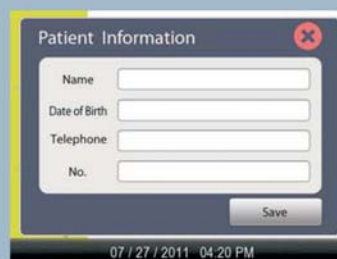 Patient Information
Name
Date of Birth
Telephone
No.
Save
07 / 27 / 2011 04:20 PM